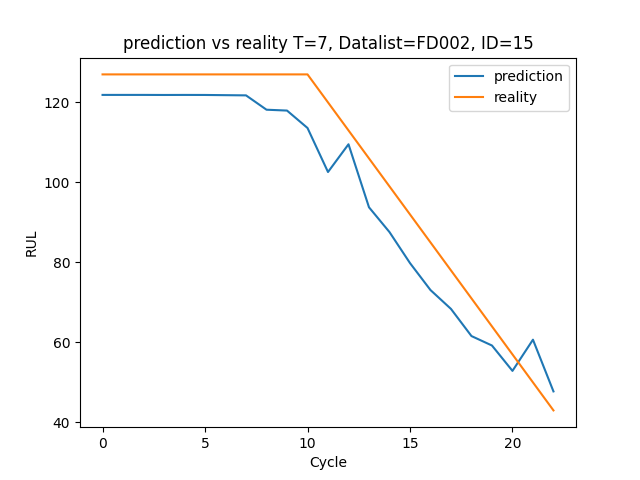 prediction vs reality T=7, Datalist=FD002, ID=15
prediction
reality
RUL
120
100
80
60
40
0
5
10
15
20
Cycle